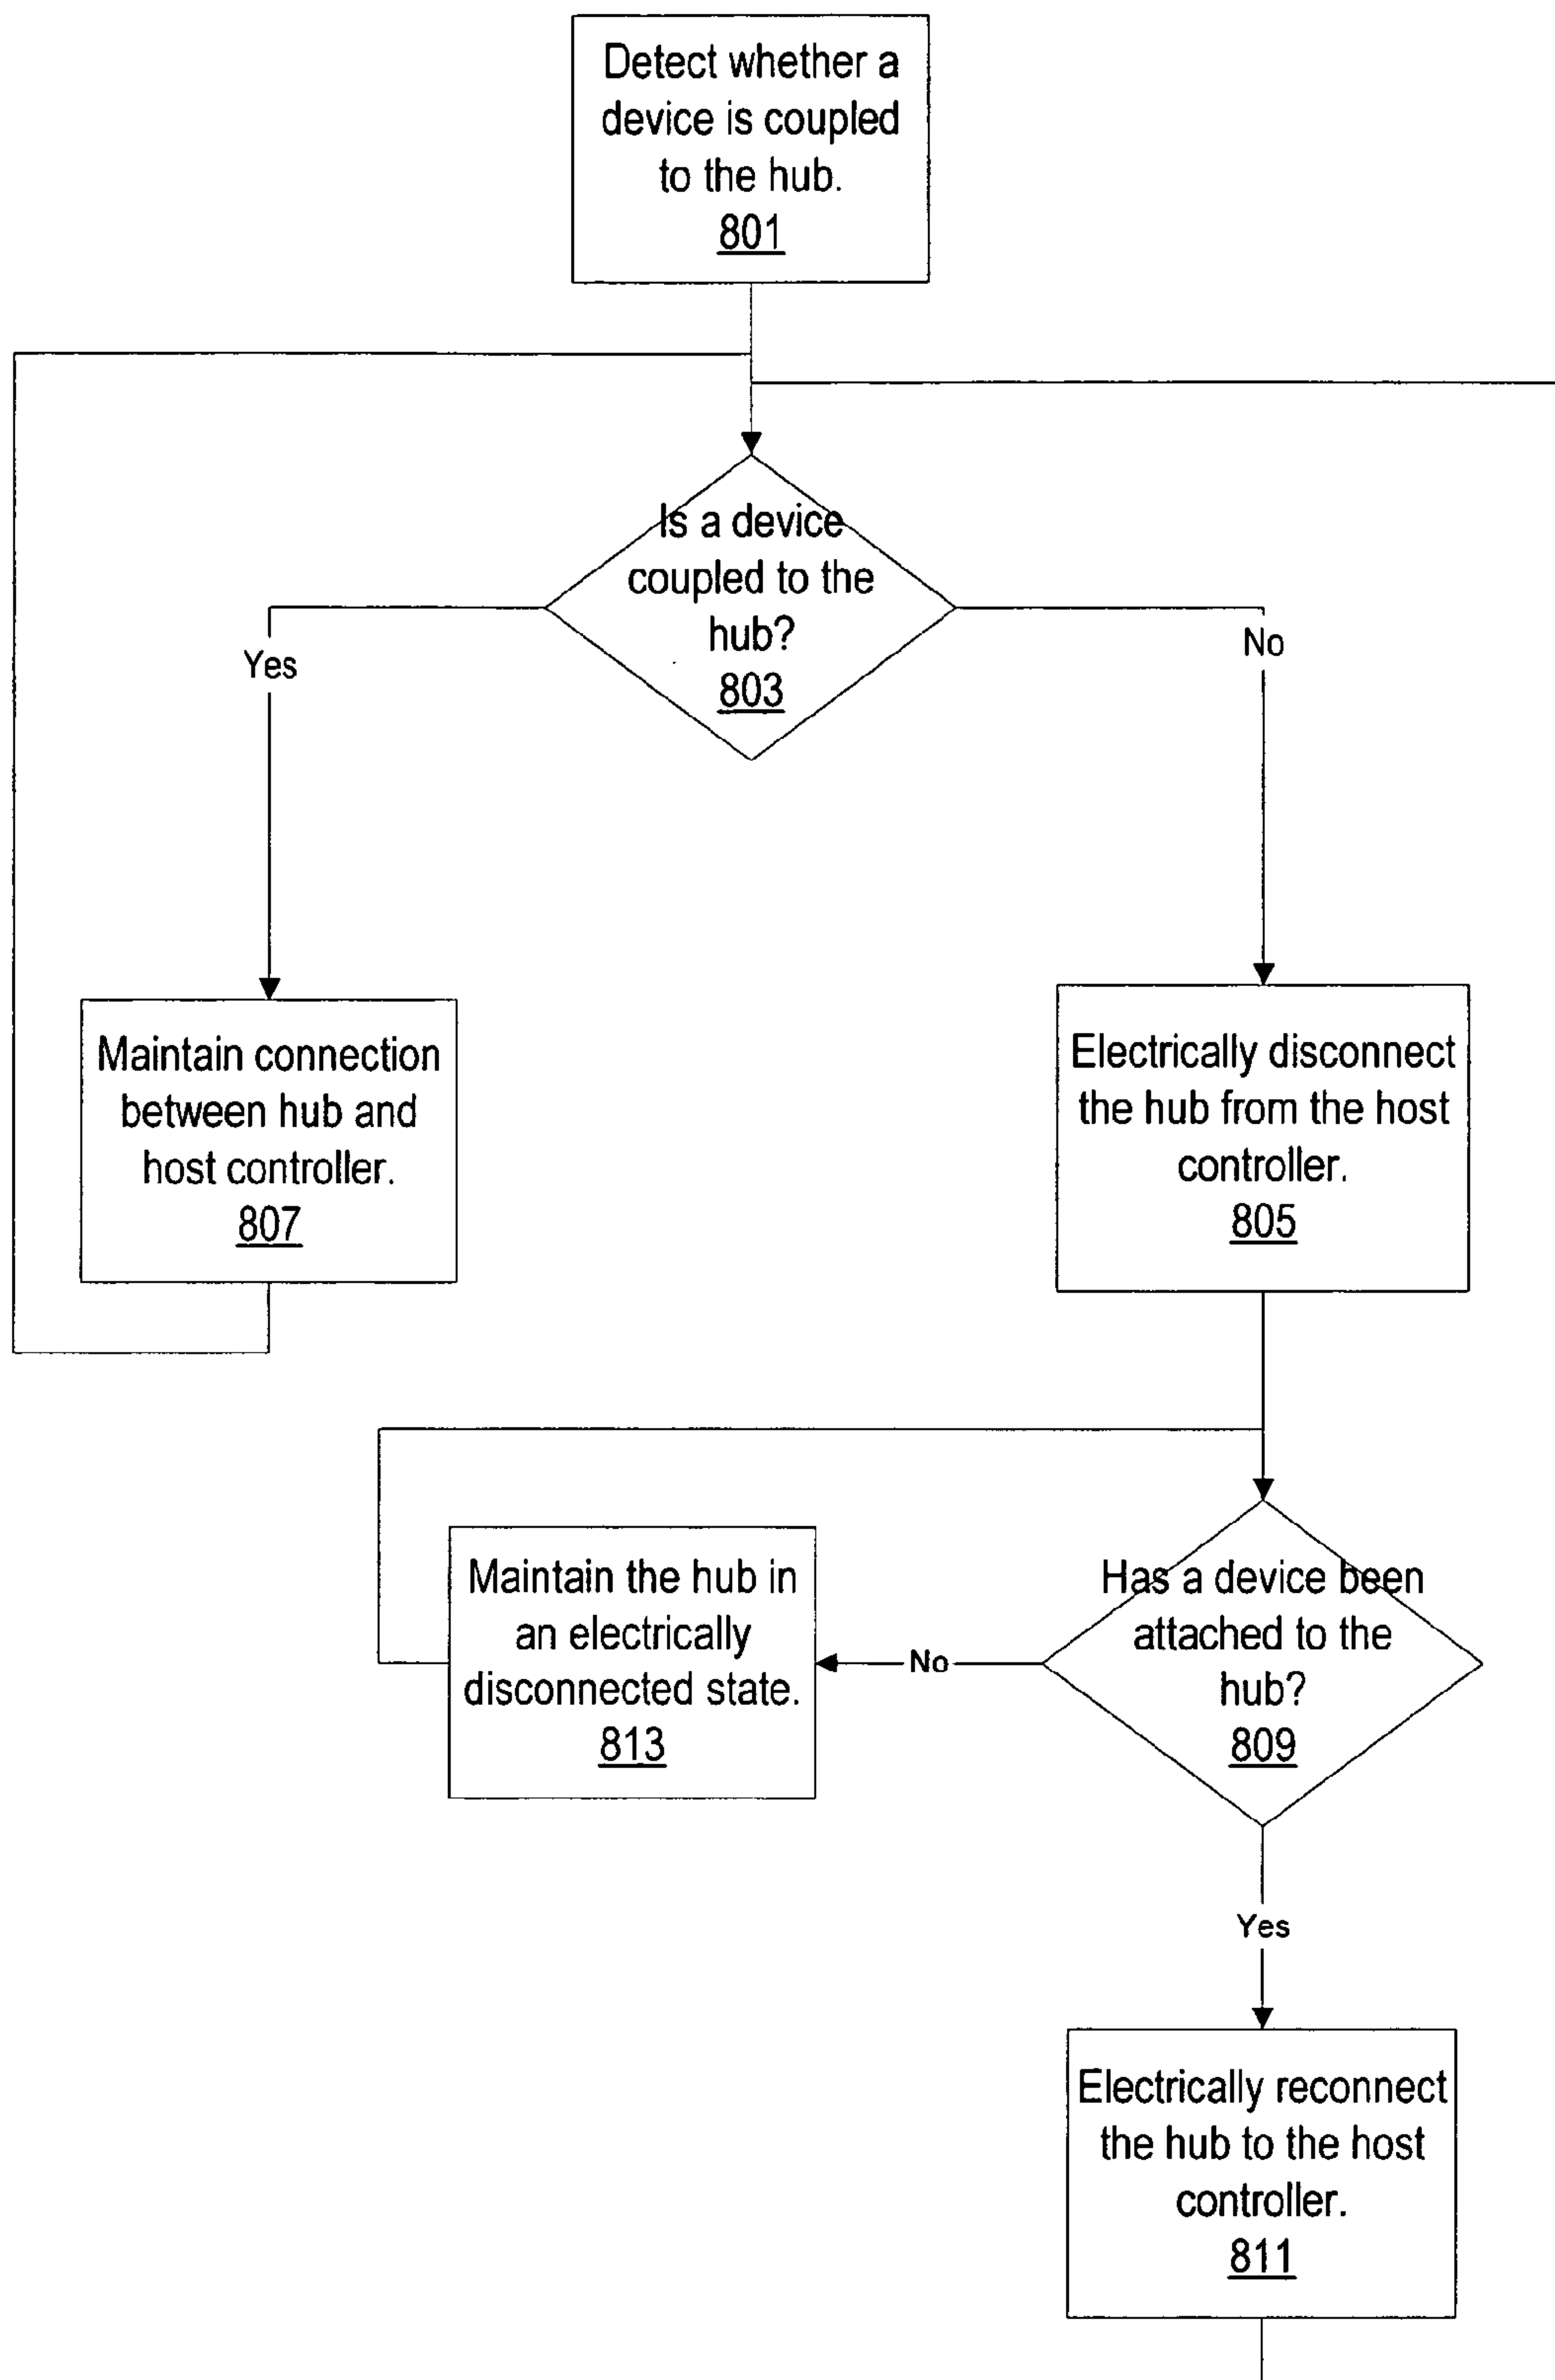 Detect whether a
device is coupled
to the hub.
801
Is a device
coupled to the
hub?
803
Yes
No
Maintain connection
between hub and
host controller.
807
Electrically disconnect
the hub from the host
controller.
805
Maintain the hub in
an electrically
disconnected state.
813
No
Has a device been
attached to the
hub?
809
Yes
Electrically reconnect
the hub to the host
controller.
811